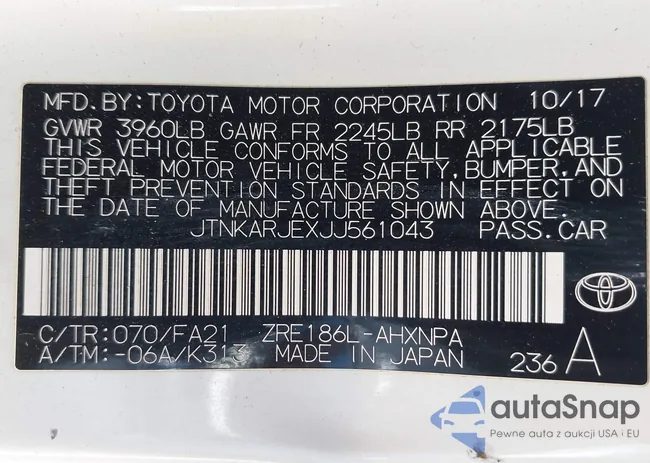 MFD. BY: TOYOTA MOTOR CORPORATION 10/17
GVWR 3960LB GAWR FR 2245LB RR 2175LB
THIS VEHICLE CONFORMS TO ALL APPLICABLE
FEDERAL MOTOR VEHICLE SAFETY, BUMPER, AND
THEFT PREVENTION STANDARDS IN EFFECT ON
THE DATE OF MANUFACTURE SHOWN ABOVE.
JTNKARJEXJJ561043 PASS.CAR
C/TR: 070/FA21 ZRE186L-AHXNPA
A/TM: -06A/K313 MADE IN JAPAN 236 A
autaSnap
Pewne auta z aukcji USA i EU